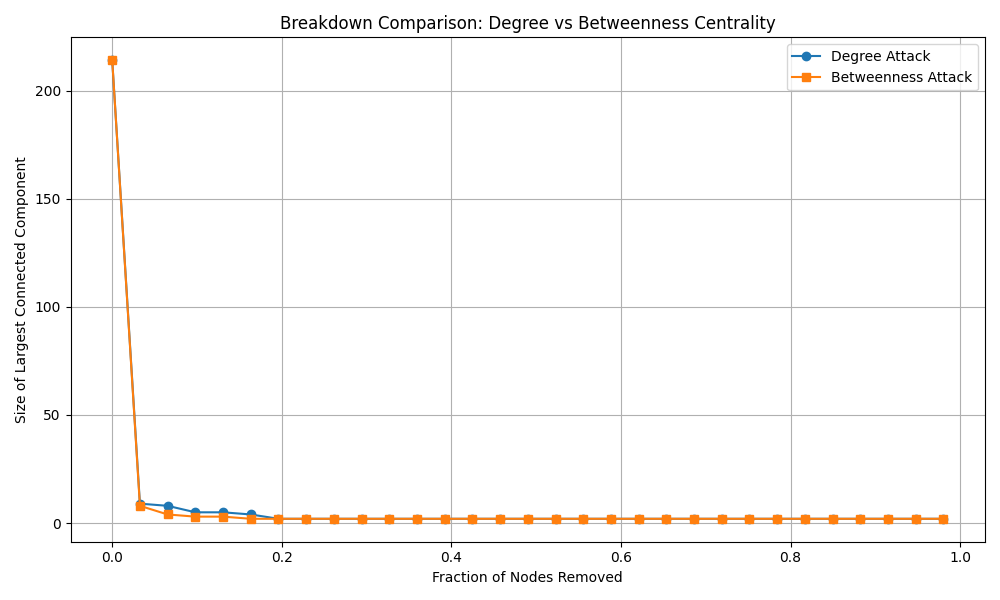 Breakdown Comparison: Degree vs Betweenness Centrality
Degree Attack
Betweenness Attack
Size of Largest Connected Component
200
150
100
50
0
0.0 0.2 0.4 0.6 0.8 1.0
Fraction of Nodes Removed